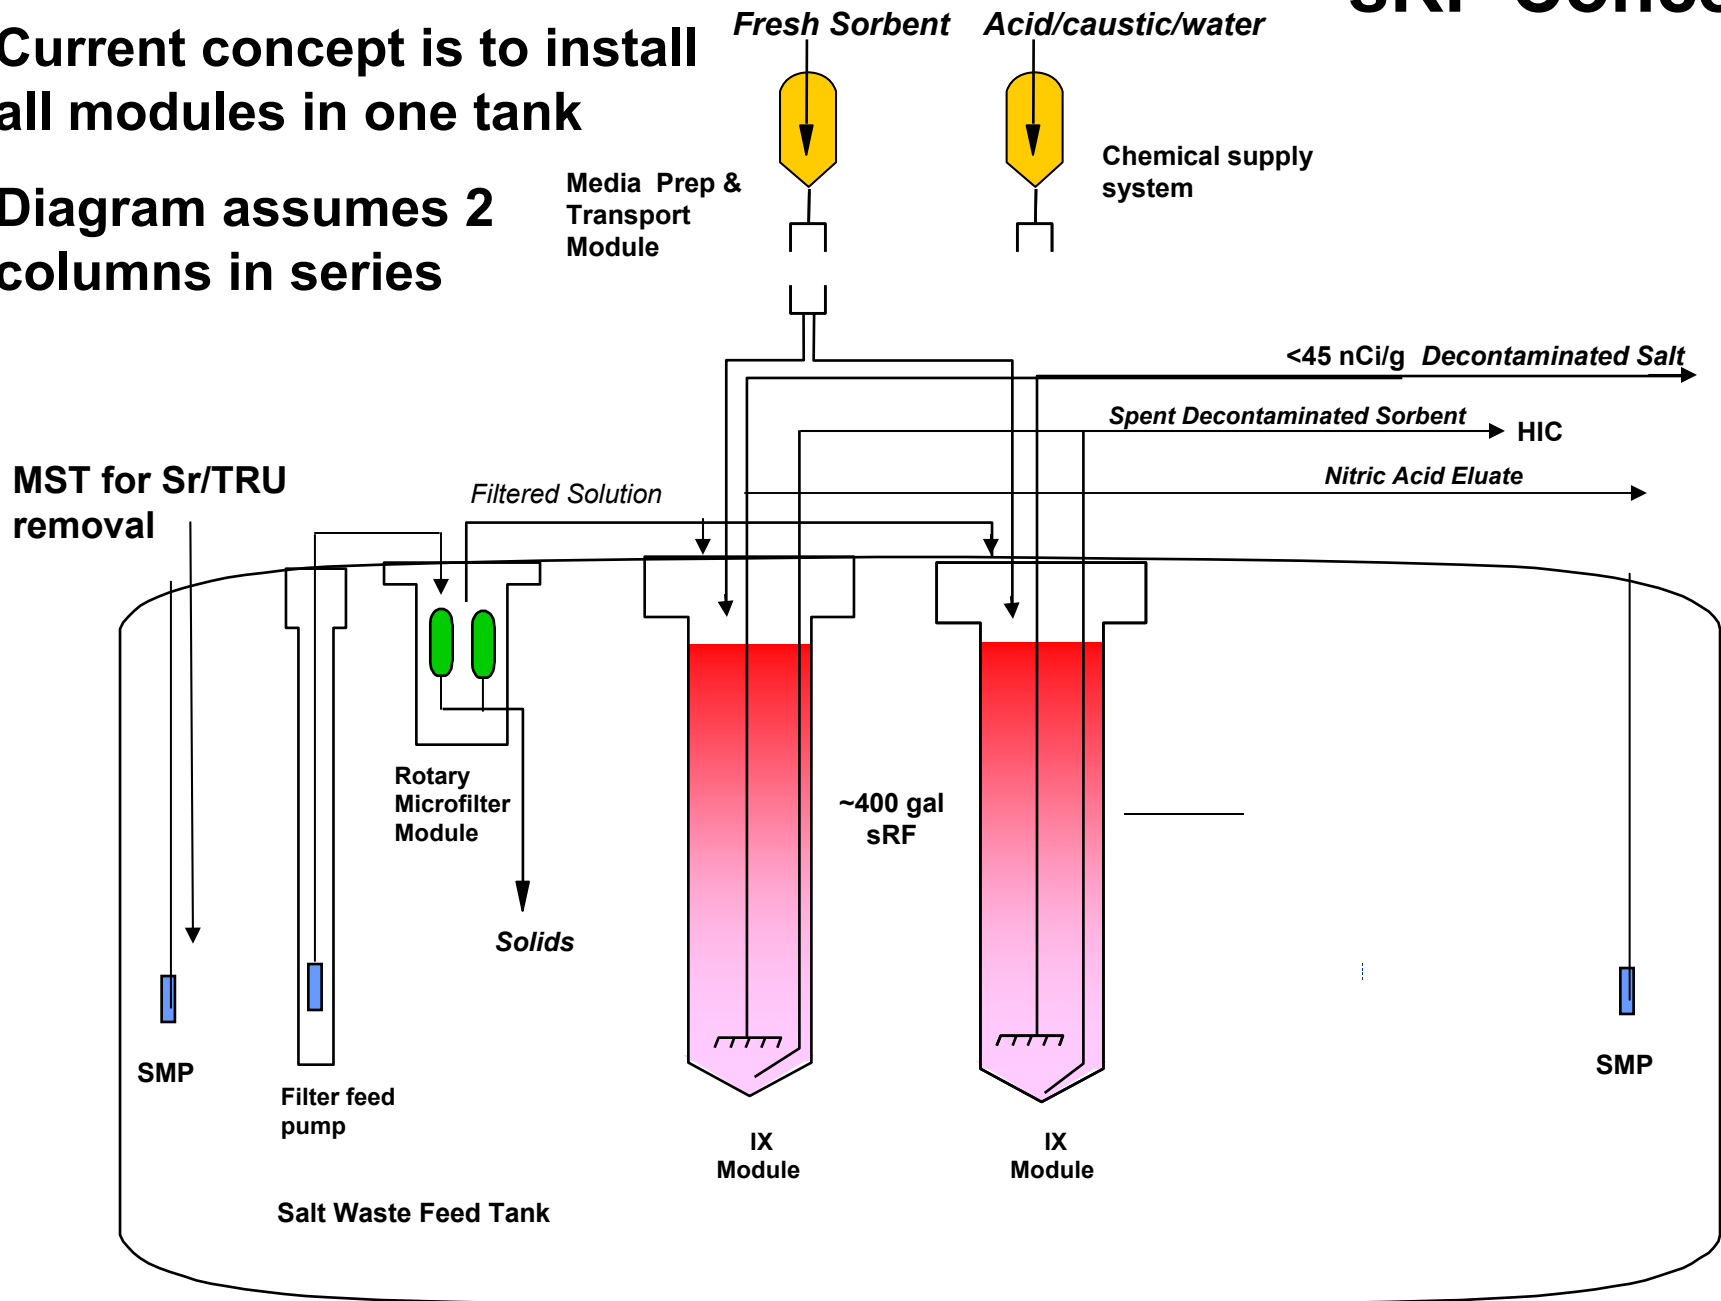 sRF Conce
Current concept is to install
all modules in one tank
Diagram assumes 2
columns in series
Fresh Sorbent
Acid/caustic/water
Media Prep &
Transport
Module
Chemical supply
system
<45 nCi/g Decontaminated Salt
Spent Decontaminated Sorbent
HIC
Nitric Acid Eluate
MST for Sr/TRU
removal
Filtered Solution
Rotary
Microfilter
Module
~400 gal
sRF
Solids
SMP
Filter feed
pump
IX
Module
IX
Module
SMP
Salt Waste Feed Tank